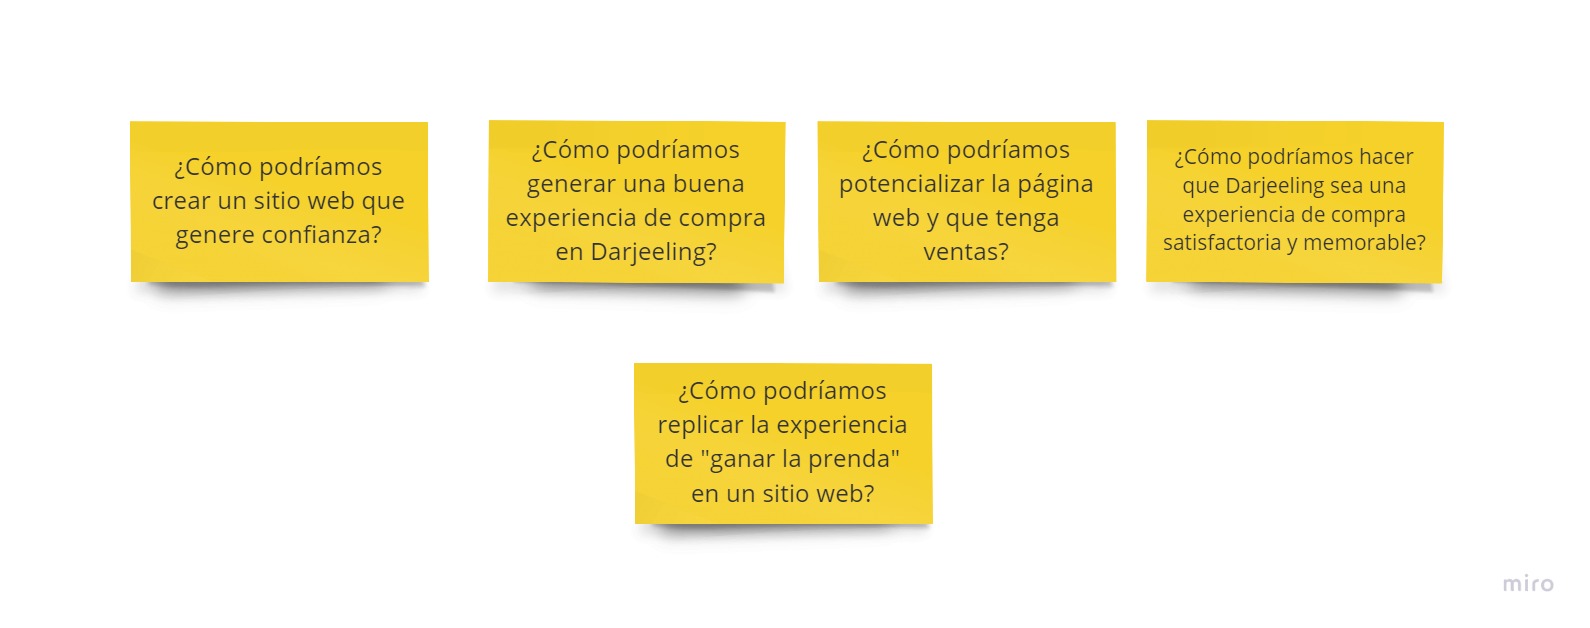 ¿Cómo podríamos
crear un sitio web que
genere confianza?
¿Cómo podríamos
generar una buena
experiencia de compra
en Darjeeling?
¿Cómo podríamos
potencializar la página
web y que tenga
ventas?
¿Cómo podríamos hacer
que Darjeeling sea una
experiencia de compra
satisfactoria y memorable?
¿Cómo podríamos
replicar la experiencia
de "ganar la prenda"
en un sitio web?
miro